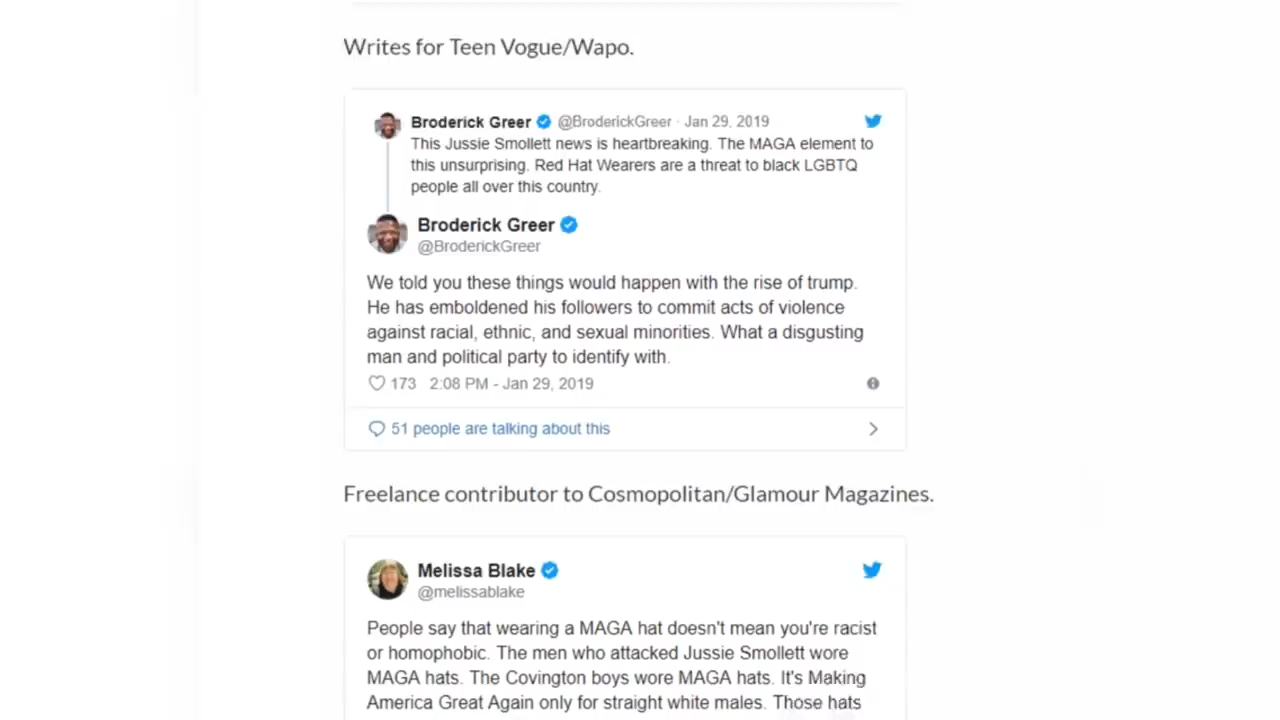 Writes for Teen Vogue/Wapo.
Broderick Greer @BroderickGreer · Jan 29, 2019
This Jussie Smollett news is heartbreaking. The MAGA element to
this unsurprising. Red Hat Wearers are a threat to black LGBTQ
people all over this country.
Broderick Greer
@BroderickGreer
We told you these things would happen with the rise of trump.
He has emboldened his followers to commit acts of violence
against racial, ethnic, and sexual minorities. What a disgusting
man and political party to identify with.
173 2:08 PM - Jan 29, 2019
51 people are talking about this
Freelance contributor to Cosmopolitan/Glamour Magazines.
Melissa Blake
@melissablake
People say that wearing a MAGA hat doesn't mean you're racist
or homophobic. The men who attacked Jussie Smollett wore
MAGA hats. The Covington boys wore MAGA hats. It's Making
America Great Again only for straight white males. Those hats